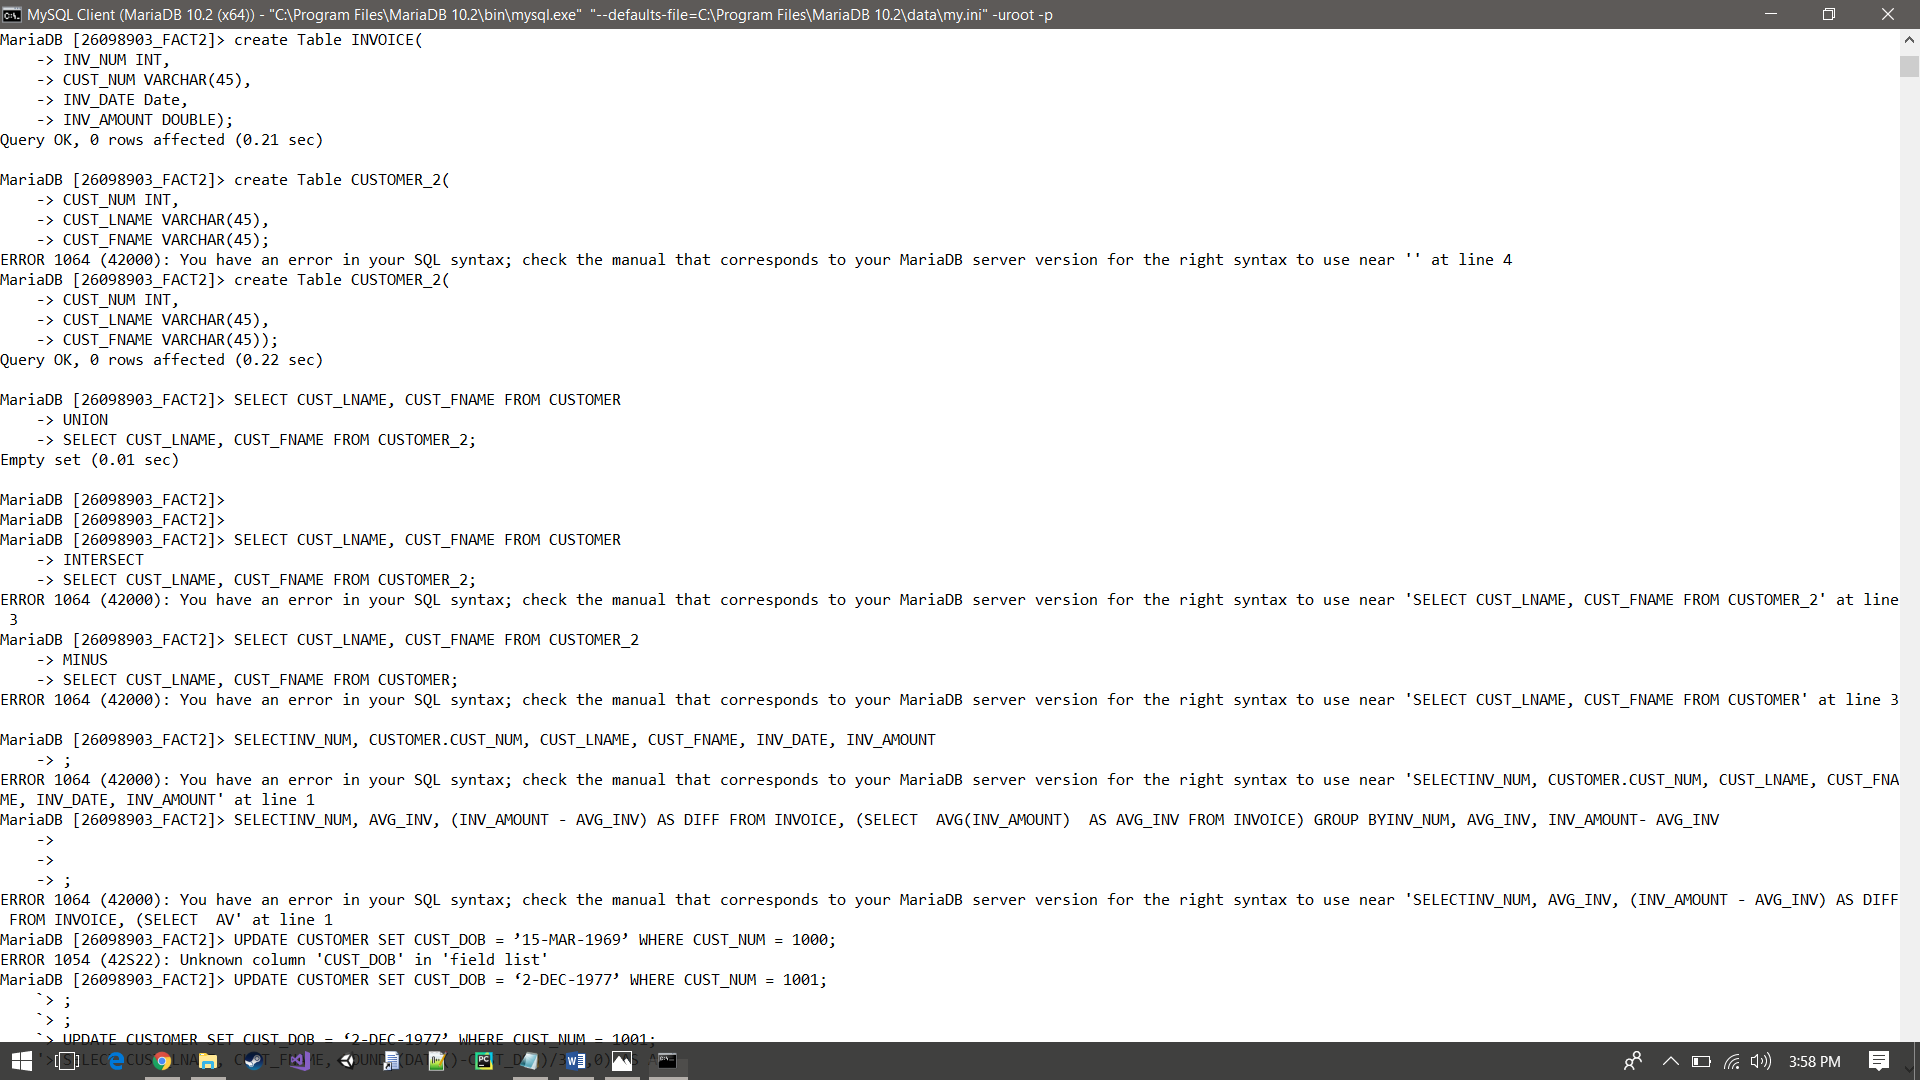 MySQL Client (MariaDB 10.2 (x64)) - "C:\Program Files\MariaDB 10.2\bin\mysql.exe"  "--defaults-file=C:\Program Files\MariaDB 10.2\data\my.ini" -uroot -p
MariaDB [26098903_FACT2]> create Table INVOICE(
    -> INV_NUM INT,
    -> CUST_NUM VARCHAR(45),
    -> INV_DATE Date,
    -> INV_AMOUNT DOUBLE);
Query OK, 0 rows affected (0.21 sec)
MariaDB [26098903_FACT2]> create Table CUSTOMER_2(
    -> CUST_NUM INT,
    -> CUST_LNAME VARCHAR(45),
    -> CUST_FNAME VARCHAR(45);
ERROR 1064 (42000): You have an error in your SQL syntax; check the manual that corresponds to your MariaDB server version for the right syntax to use near '' at line 4
MariaDB [26098903_FACT2]> create Table CUSTOMER_2(
    -> CUST_NUM INT,
    -> CUST_LNAME VARCHAR(45),
    -> CUST_FNAME VARCHAR(45));
Query OK, 0 rows affected (0.22 sec)
MariaDB [26098903_FACT2]> SELECT CUST_LNAME, CUST_FNAME FROM CUSTOMER
    -> UNION
    -> SELECT CUST_LNAME, CUST_FNAME FROM CUSTOMER_2;
Empty set (0.01 sec)
MariaDB [26098903_FACT2]>
MariaDB [26098903_FACT2]>
MariaDB [26098903_FACT2]> SELECT CUST_LNAME, CUST_FNAME FROM CUSTOMER
    -> INTERSECT
    -> SELECT CUST_LNAME, CUST_FNAME FROM CUSTOMER_2;
ERROR 1064 (42000): You have an error in your SQL syntax; check the manual that corresponds to your MariaDB server version for the right syntax to use near 'SELECT CUST_LNAME, CUST_FNAME FROM CUSTOMER_2' at line
 3
MariaDB [26098903_FACT2]> SELECT CUST_LNAME, CUST_FNAME FROM CUSTOMER_2
    -> MINUS
    -> SELECT CUST_LNAME, CUST_FNAME FROM CUSTOMER;
ERROR 1064 (42000): You have an error in your SQL syntax; check the manual that corresponds to your MariaDB server version for the right syntax to use near 'SELECT CUST_LNAME, CUST_FNAME FROM CUSTOMER' at line 3
MariaDB [26098903_FACT2]> SELECTINV_NUM, CUSTOMER.CUST_NUM, CUST_LNAME, CUST_FNAME, INV_DATE, INV_AMOUNT
    -> ;
ERROR 1064 (42000): You have an error in your SQL syntax; check the manual that corresponds to your MariaDB server version for the right syntax to use near 'SELECTINV_NUM, CUSTOMER.CUST_NUM, CUST_LNAME, CUST_FNA
ME, INV_DATE, INV_AMOUNT' at line 1
MariaDB [26098903_FACT2]> SELECTINV_NUM, AVG_INV, (INV_AMOUNT - AVG_INV) AS DIFF FROM INVOICE, (SELECT  AVG(INV_AMOUNT)  AS AVG_INV FROM INVOICE) GROUP BYINV_NUM, AVG_INV, INV_AMOUNT- AVG_INV
    ->
    ->
    -> ;
ERROR 1064 (42000): You have an error in your SQL syntax; check the manual that corresponds to your MariaDB server version for the right syntax to use near 'SELECTINV_NUM, AVG_INV, (INV_AMOUNT - AVG_INV) AS DIFF
 FROM INVOICE, (SELECT  AV' at line 1
MariaDB [26098903_FACT2]> UPDATE CUSTOMER SET CUST_DOB = ’15-MAR-1969’ WHERE CUST_NUM = 1000;
ERROR 1054 (42S22): Unknown column 'CUST_DOB' in 'field list'
MariaDB [26098903_FACT2]> UPDATE CUSTOMER SET CUST_DOB = ‘2-DEC-1977’ WHERE CUST_NUM = 1001;
    `> ;
    `> ;
    `> UPDATE CUSTOMER SET CUST_DOB = ‘2-DEC-1977’ WHERE CUST_NUM = 1001;
3:58 PM